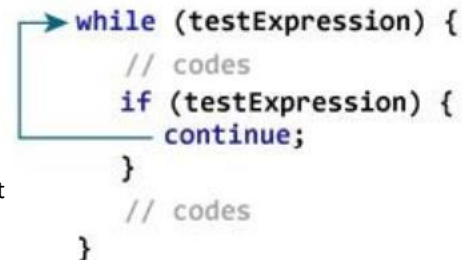 while (testExpression) {
// codes
if (testExpression) {
continue;
}
t
// codes
}